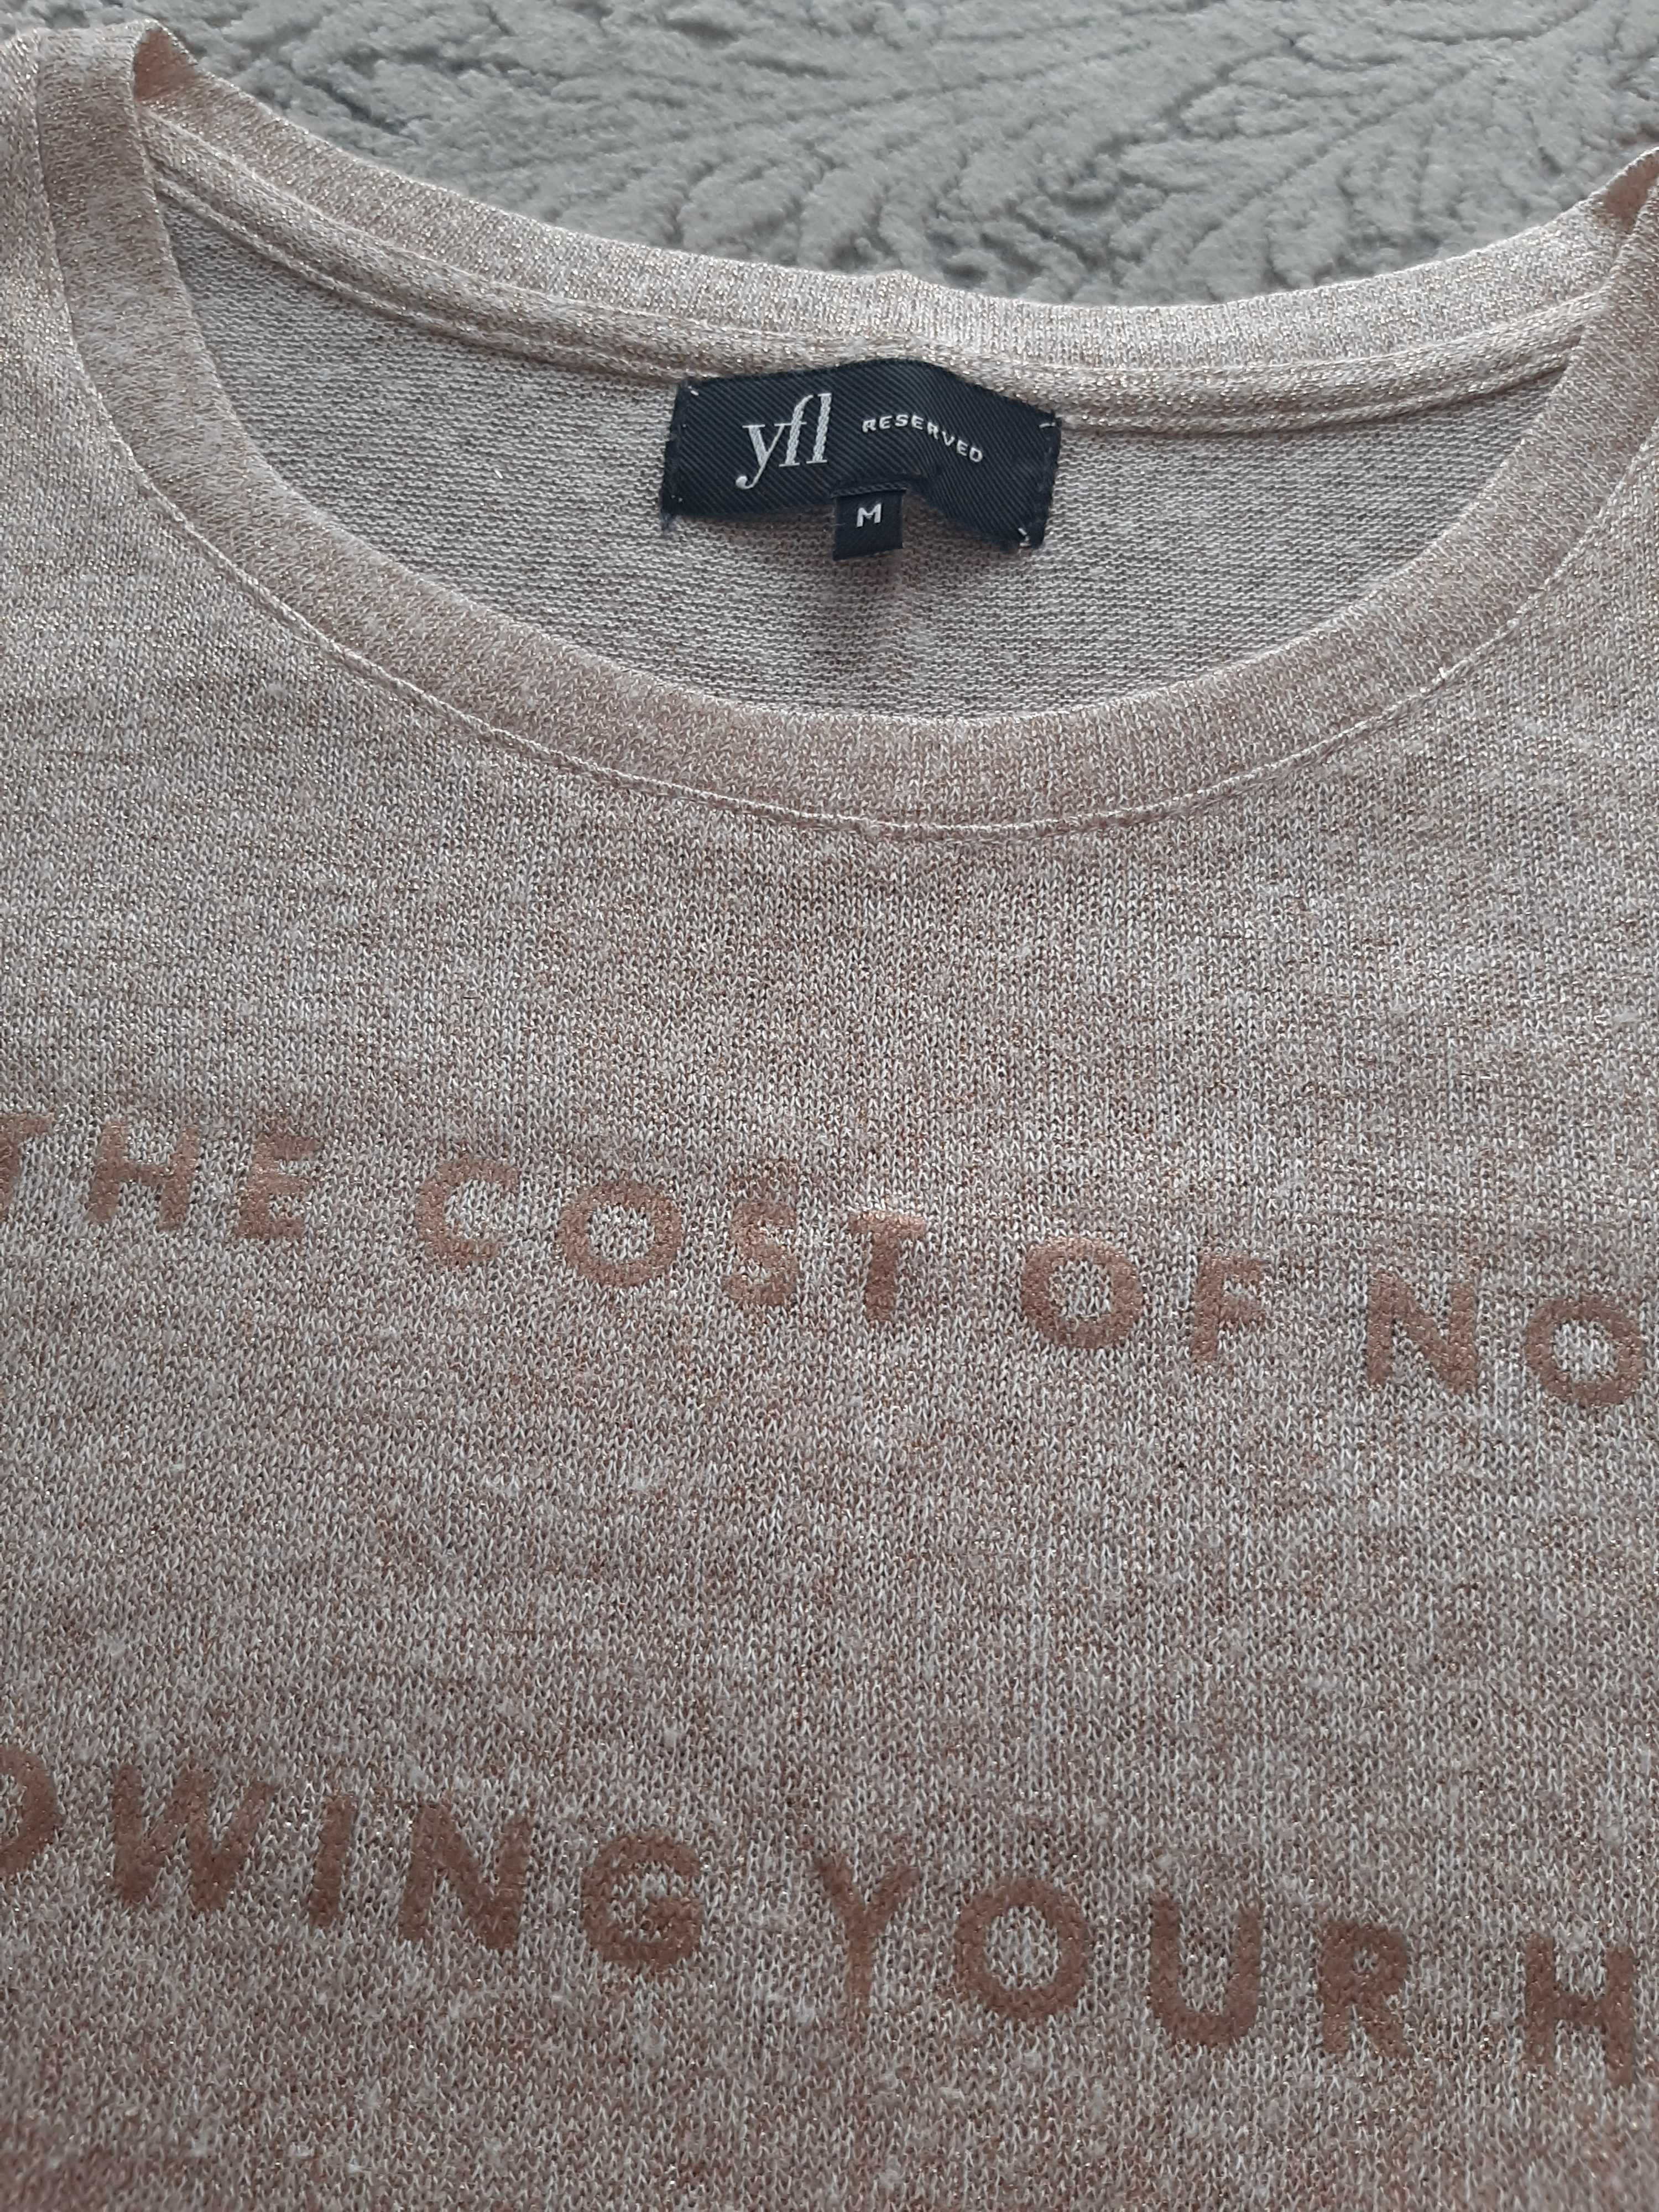 yfl RESERVED
M
THE COST OF NO
OWING YOUR H